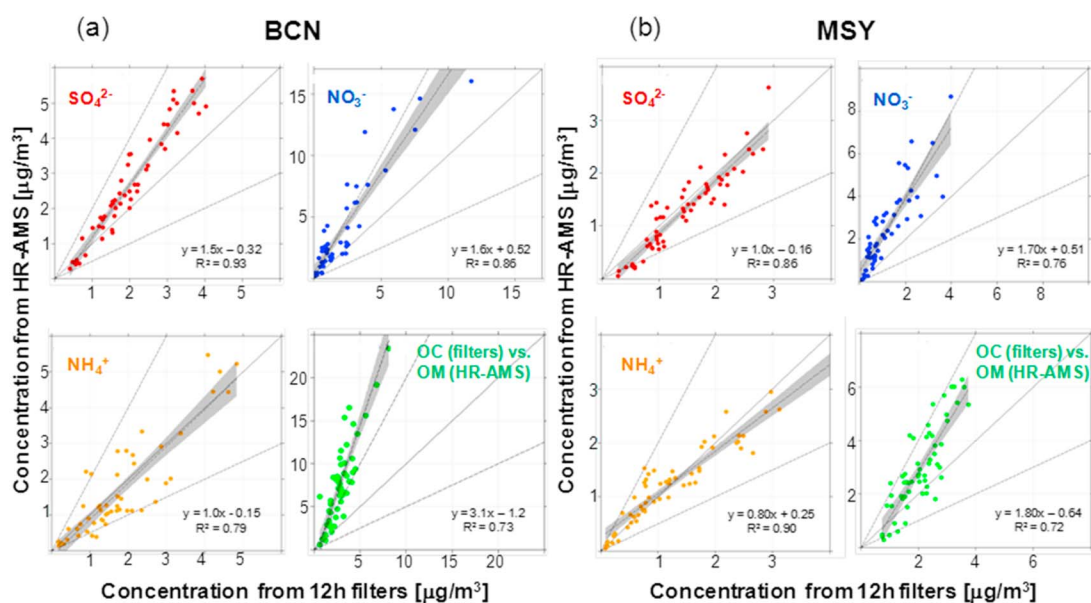 (a)
BCN
(b)
MSY
Concentration from HR-AMS [µg/m³]
SO₄²⁻
5
4
3
2
1
y = 1.5x – 0.32
R² = 0.93
1 2 3 4 5
NO₃⁻
15
10
5
y = 1.6x + 0.52
R² = 0.86
5 10 15
NH₄⁺
5
4
3
2
1
y = 1.0x - 0.15
R² = 0.79
1 2 3 4 5
OC (filters) vs.
OM (HR-AMS)
20
15
10
5
y = 3.1x – 1.2
R² = 0.73
5 10 15 20
Concentration from 12h filters [µg/m³]
Concentration from HR-AMS [µg/m³]
SO₄²⁻
3
2
1
y = 1.0x – 0.16
R² = 0.86
1 2 3
NO₃⁻
8
6
4
2
y = 1.70x + 0.51
R² = 0.76
2 4 6 8
NH₄⁺
3
2
1
y = 0.80x + 0.25
R² = 0.90
1 2 3
OC (filters) vs.
OM (HR-AMS)
6
4
2
y = 1.80x – 0.64
R² = 0.72
2 4 6 8
Concentration from 12h filters [µg/m³]